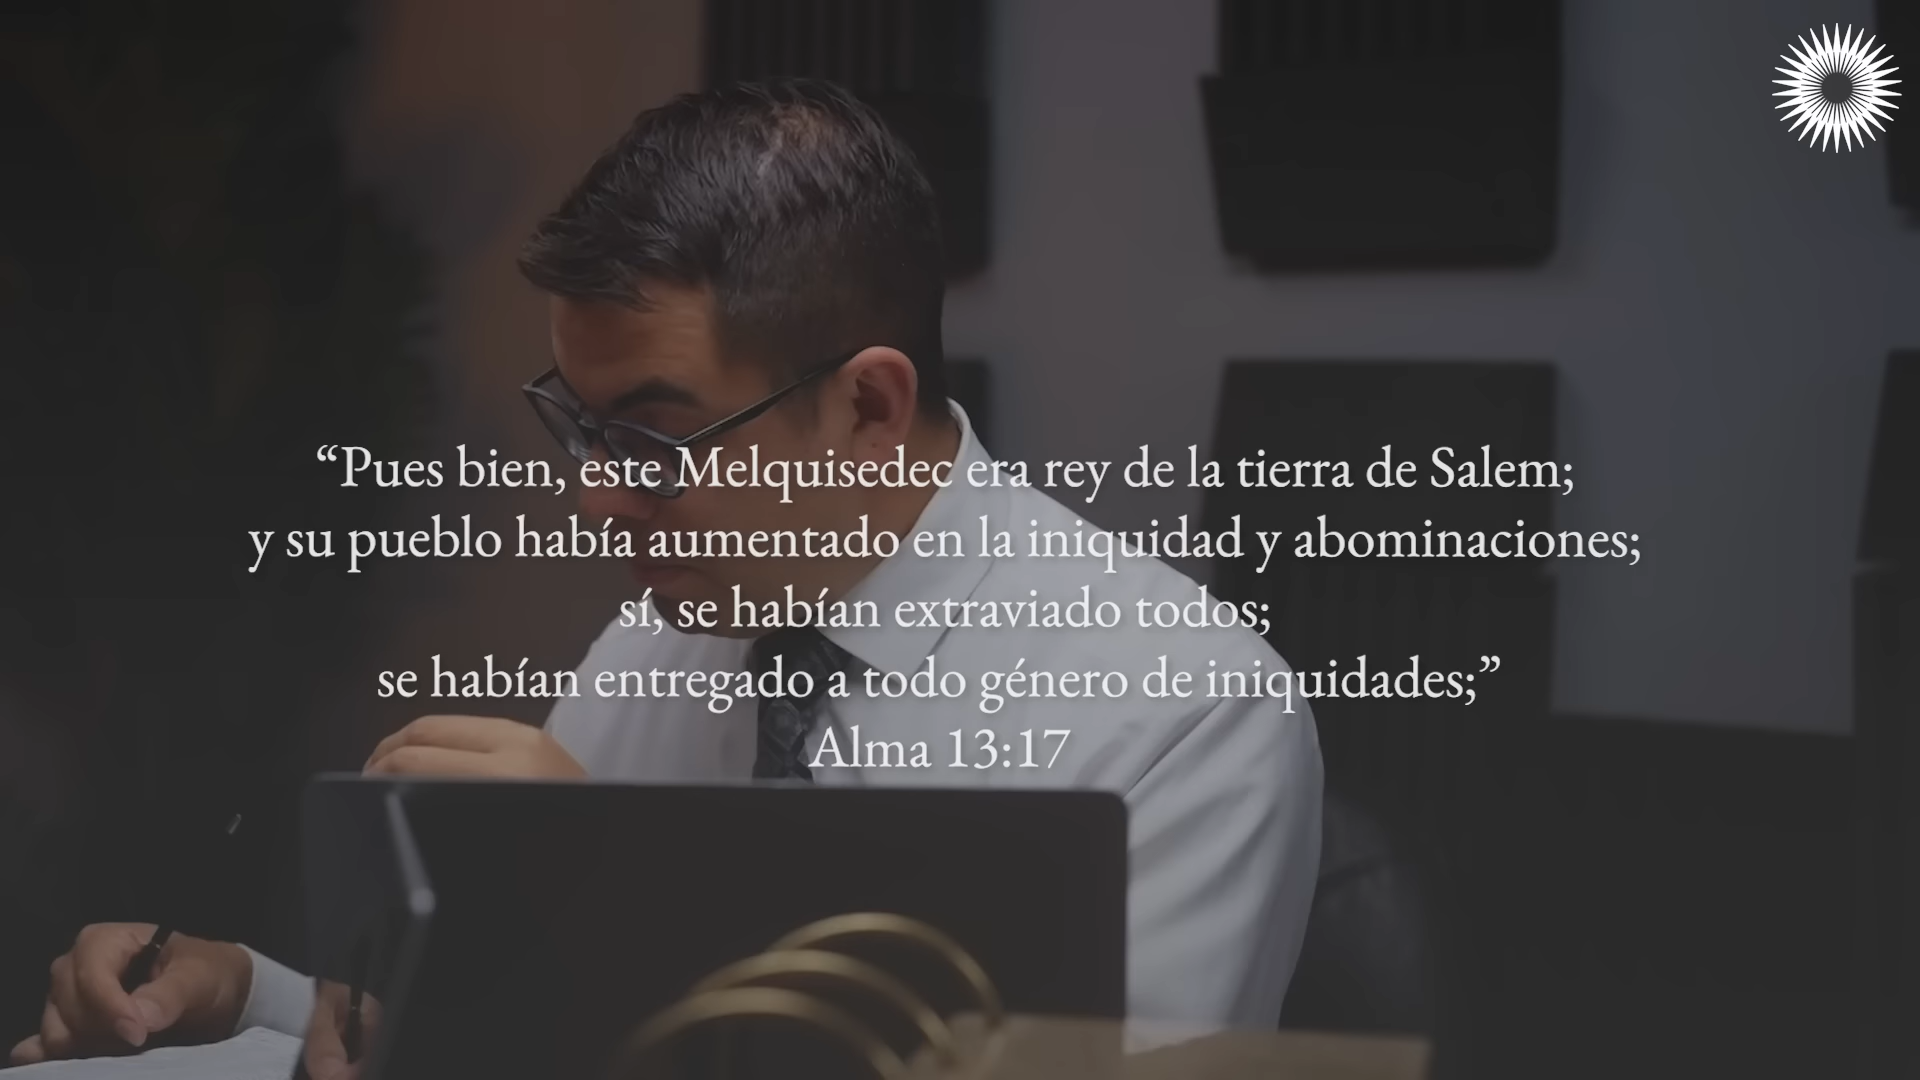 “Pues bien, este Melquisedec era rey de la tierra de Salem;
y su pueblo había aumentado en la iniquidad y abominaciones;
sí, se habían extraviado todos;
se habían entregado a todo género de iniquidades;”
Alma 13:17